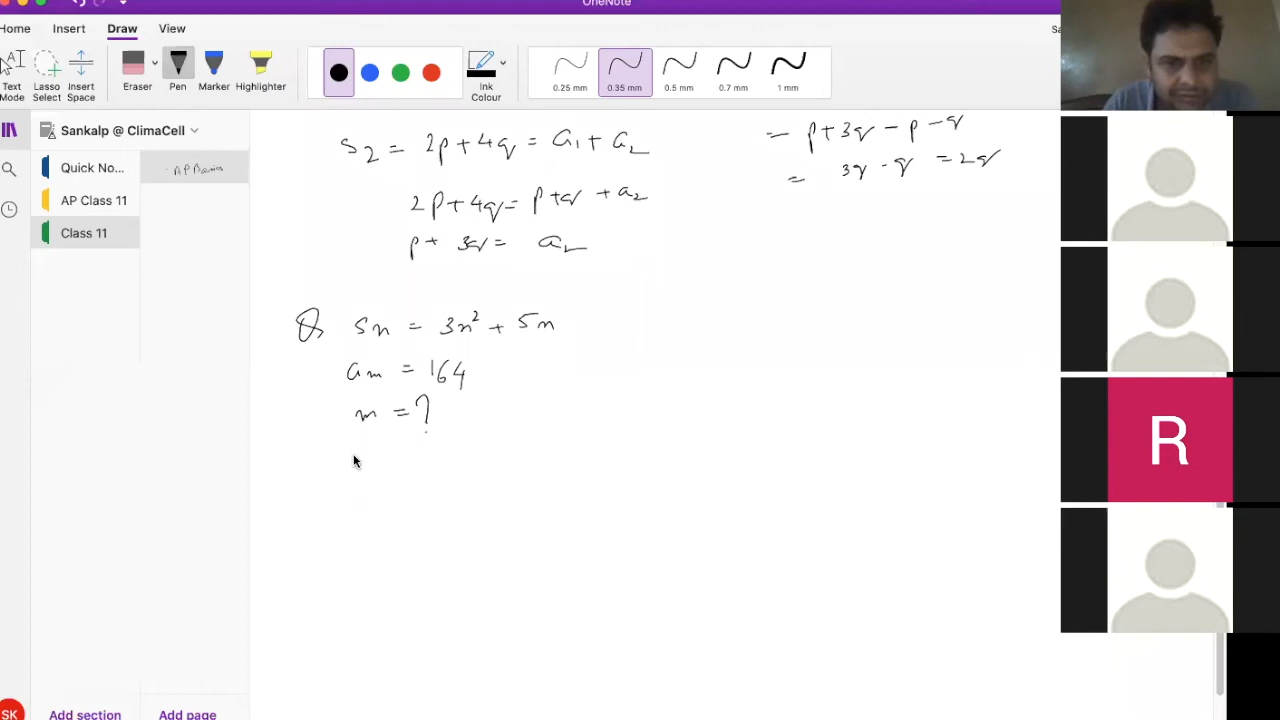 OneNote
Home Insert Draw View
Text Mode
Lasso Select
Insert Space
Eraser
Pen
Marker
Highlighter
Ink Colour
0.25 mm
0.35 mm
0.5 mm
0.7 mm
1 mm
Sankalp @ ClimaCell
Quick No...
AP Class 11
Class 11
S2 = 2p + 4q = a1 + a2
2p + 4q = p + q + a2
p + 3q = a2
= p + 3q - p - q
= 3q - q = 2q
Q Sn = 3n² + 5n
am = 164
m = ?
R
SK
Add section
Add page